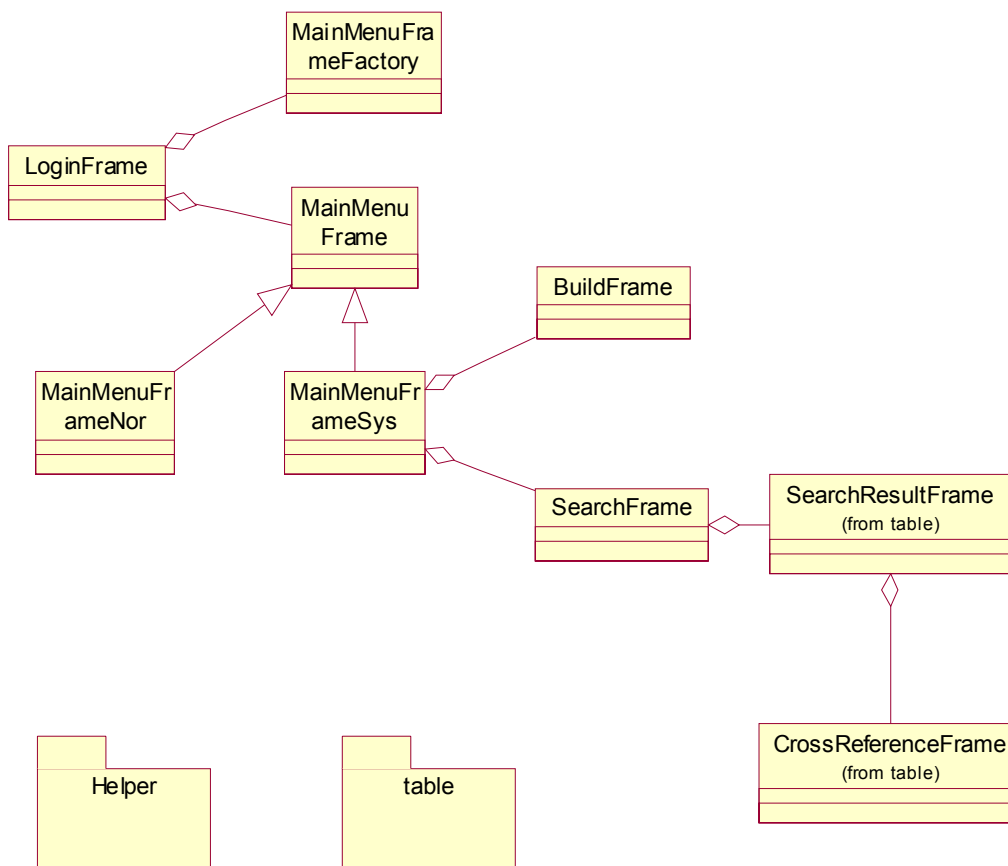 MainMenuFra
meFactory
LoginFrame
MainMenu
Frame
BuildFrame
MainMenuFr
ameNor
MainMenuFr
ameSys
SearchFrame
SearchResultFrame
(from table)
CrossReferenceFrame
(from table)
Helper
table